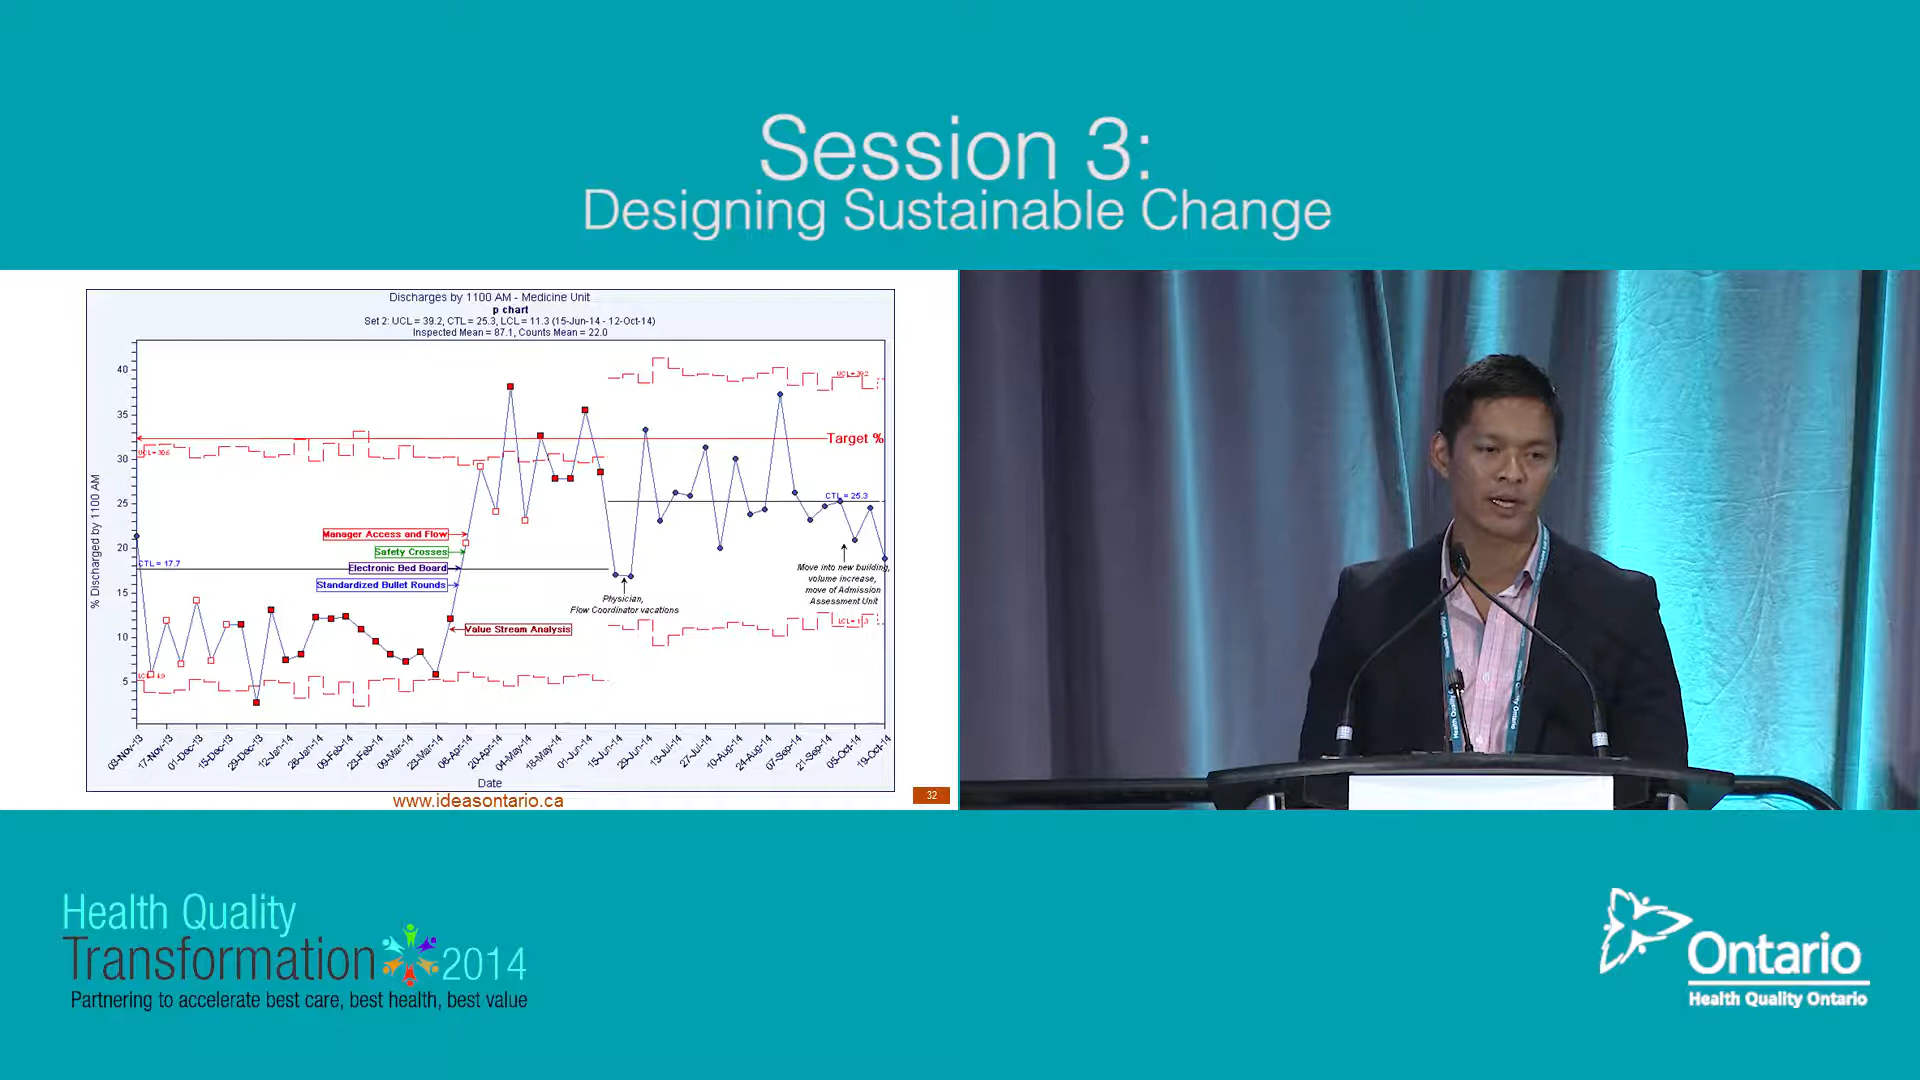 Session 3:
Designing Sustainable Change
Discharges by 1100 AM - Medicine Unit
p chart
Set 2: UCL = 39.2, CTL = 25.3, LCL = 11.3 (15-Jun-14 - 12-Oct-14)
Inspected Mean = 87.1, Counts Mean = 22.0
% Discharged by 1100 AM
40
35
30
25
20
15
10
5
UCL = 30.6
UCL = 39.2
Target %
CTL = 25.3
CTL = 17.7
Manager Access and Flow
Safety Crosses
Electronic Bed Board
Standardized Bullet Rounds
Value Stream Analysis
Physician,
Flow Coordinator vacations
Move into new building,
volume increase,
move of Admission
Assessment Unit
03-Nov-13
17-Nov-13
01-Dec-13
15-Dec-13
29-Dec-13
12-Jan-14
26-Jan-14
09-Feb-14
23-Feb-14
09-Mar-14
23-Mar-14
06-Apr-14
20-Apr-14
04-May-14
18-May-14
01-Jun-14
15-Jun-14
29-Jun-14
13-Jul-14
27-Jul-14
10-Aug-14
24-Aug-14
07-Sep-14
21-Sep-14
05-Oct-14
19-Oct-14
Date
www.ideasontario.ca
32
Health Quality
Transformation 2014
Partnering to accelerate best care, best health, best value
Ontario
Health Quality Ontario